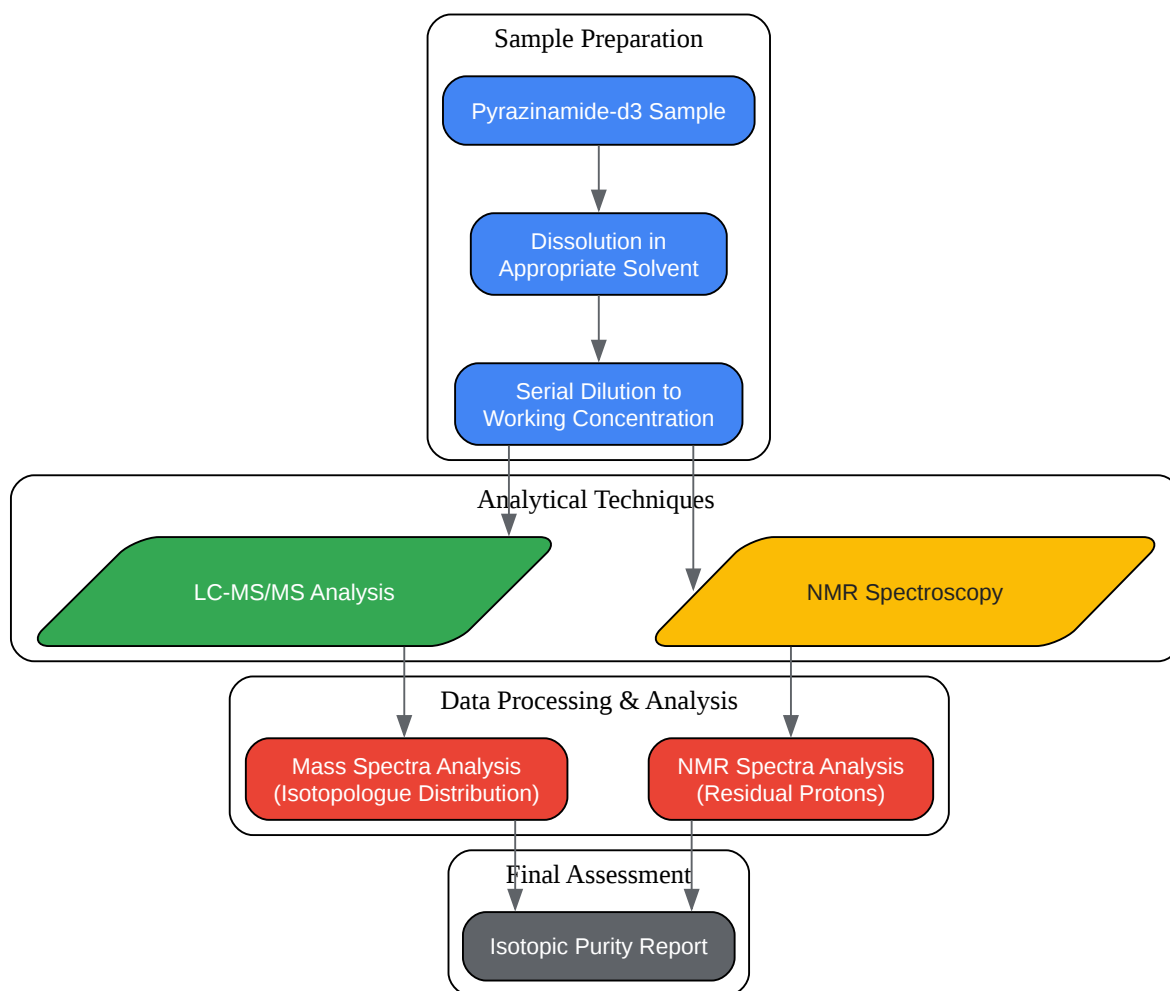 Sample Preparation
Pyrazinamide-d3 Sample
Dissolution in
Appropriate Solvent
Serial Dilution to
Working Concentration
Analytical Techniques
LC-MS/MS Analysis
NMR Spectroscopy
Data Processing & Analysis
Mass Spectra Analysis
(Isotopologue Distribution)
NMR Spectra Analysis
(Residual Protons)
Final Assessment
Isotopic Purity Report